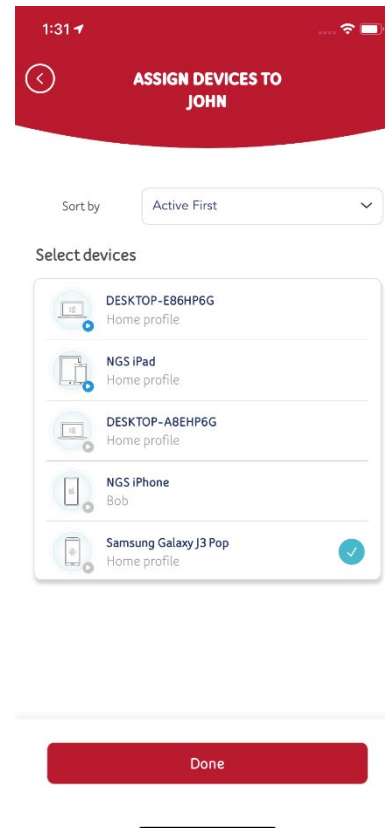 1:31
ASSIGN DEVICES TO
JOHN
Sort by
Active First
Select devices
DESKTOP-E86HP6G
Home profile
NGS iPad
Home profile
DESKTOP-A8EHP6G
Home profile
NGS iPhone
Bob
Samsung Galaxy J3 Pop
Home profile
Done